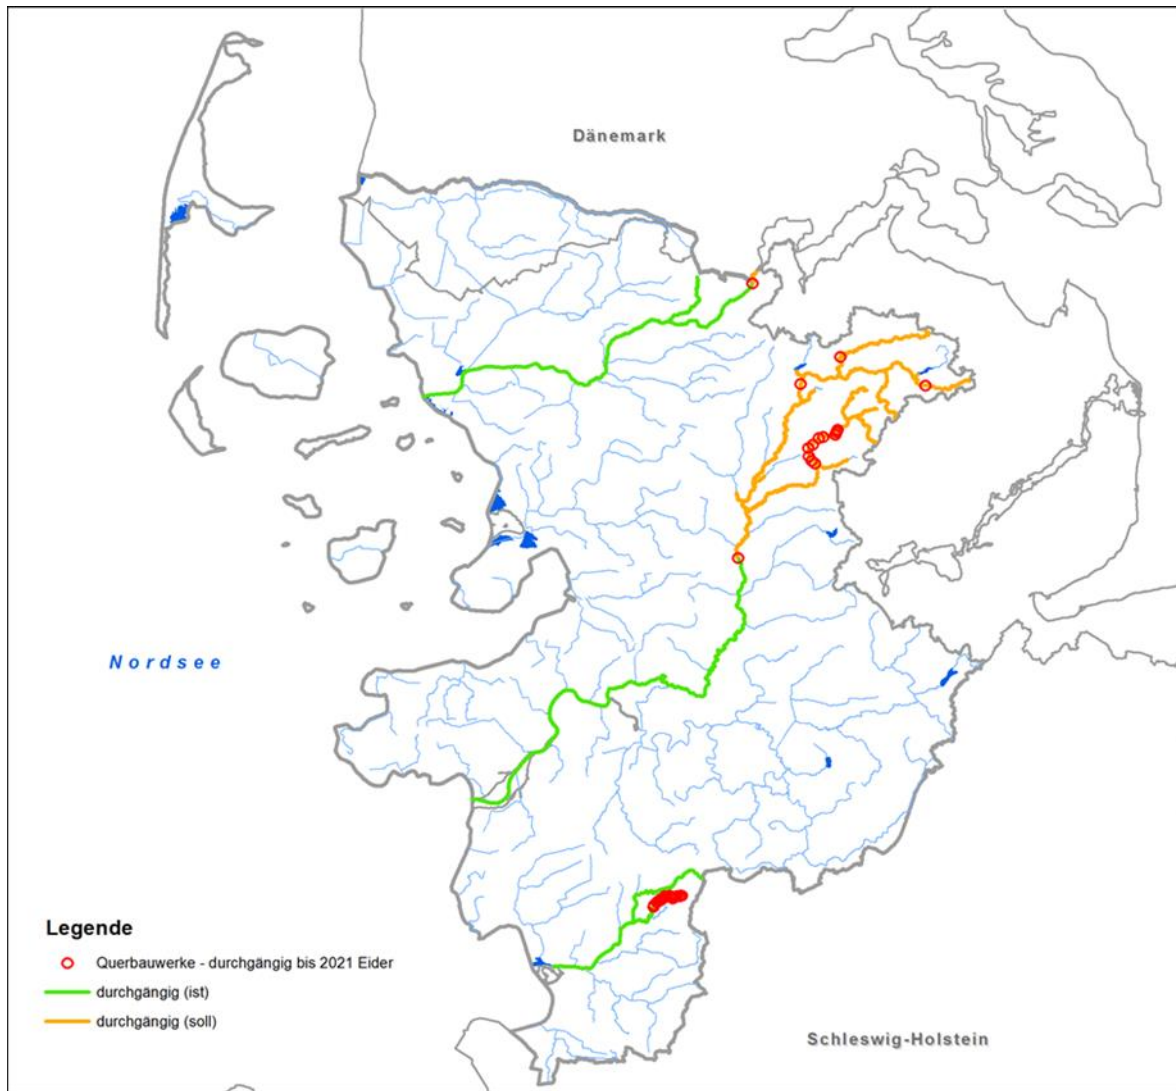 Dänemark
Nordsee
Legende
Querbauwerke - durchgängig bis 2021 Eider
durchgängig (ist)
durchgängig (soll)
Schleswig-Holstein